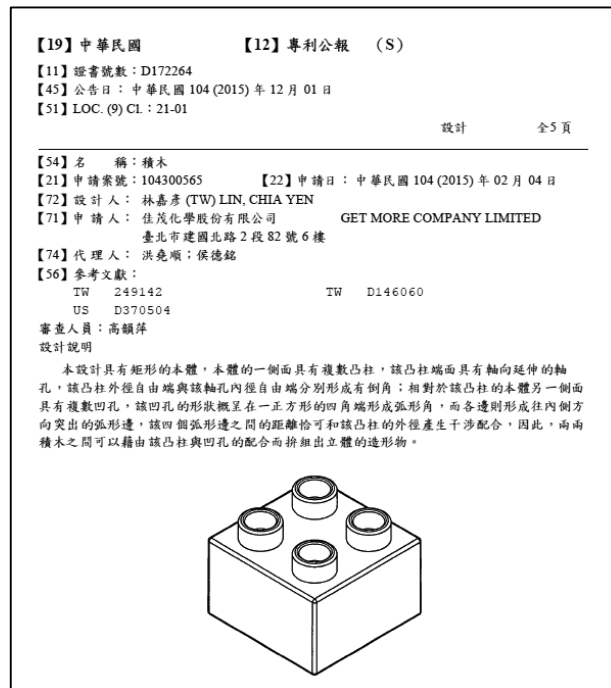 【19】中華民國 【12】專利公報 （S）
【11】證書號數：D172264
【45】公告日： 中華民國 104 (2015) 年 12 月 01 日
【51】LOC. (9) Cl.：21-01
設計 全5 頁
【54】名 稱：積木
【21】申請案號：104300565 【22】申請日： 中華民國 104 (2015) 年 02 月 04 日
【72】設計人： 林嘉彥 (TW) LIN, CHIA YEN
【71】申請人： 佳茂化學股份有限公司 GET MORE COMPANY LIMITED
臺北市建國北路 2 段 82 號 6 樓
【74】代理人： 洪堯順；侯德銘
【56】參考文獻：
TW 249142 TW D146060
US D370504
審查人員：高韻萍
設計說明
本設計具有矩形的本體，本體的一側面具有複數凸柱，該凸柱端面具有軸向延伸的軸
孔，該凸柱外徑自由端與該軸孔內徑自由端分別形成有倒角；相對於該凸柱的本體另一側面
具有複數凹孔，該凹孔的形狀概呈在一正方形的四角端形成弧形角，而各邊則形成往內側方
向突出的弧形邊，該四個弧形邊之間的距離恰可和該凸柱的外徑產生干涉配合，因此，兩兩
積木之間可以藉由該凸柱與凹孔的配合而拚組出立體的造形物。